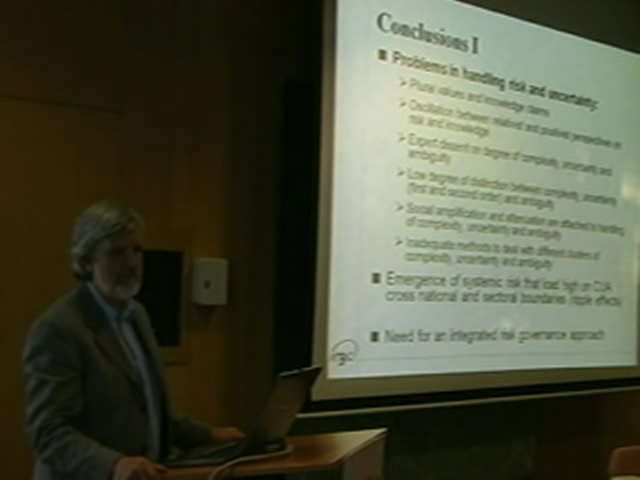 Conclusions I
Problems in handling risk and uncertainty:
Plural values and knowledge claims
Oscillation between relativist and positivist perspectives on
risk and knowledge
Expert dissent on degree of complexity, uncertainty and
ambiguity
Low degree of distinction between complexity, uncertainty
(first and second order) and ambiguity
Social amplification and attenuation are attached to handling
of complexity, uncertainty and ambiguity
Inadequate methods to deal with different clusters of
complexity, uncertainty and ambiguity
Emergence of systemic risk that load high on CUA
cross national and sectoral boundaries (ripple effects)
Need for an integrated risk governance approach